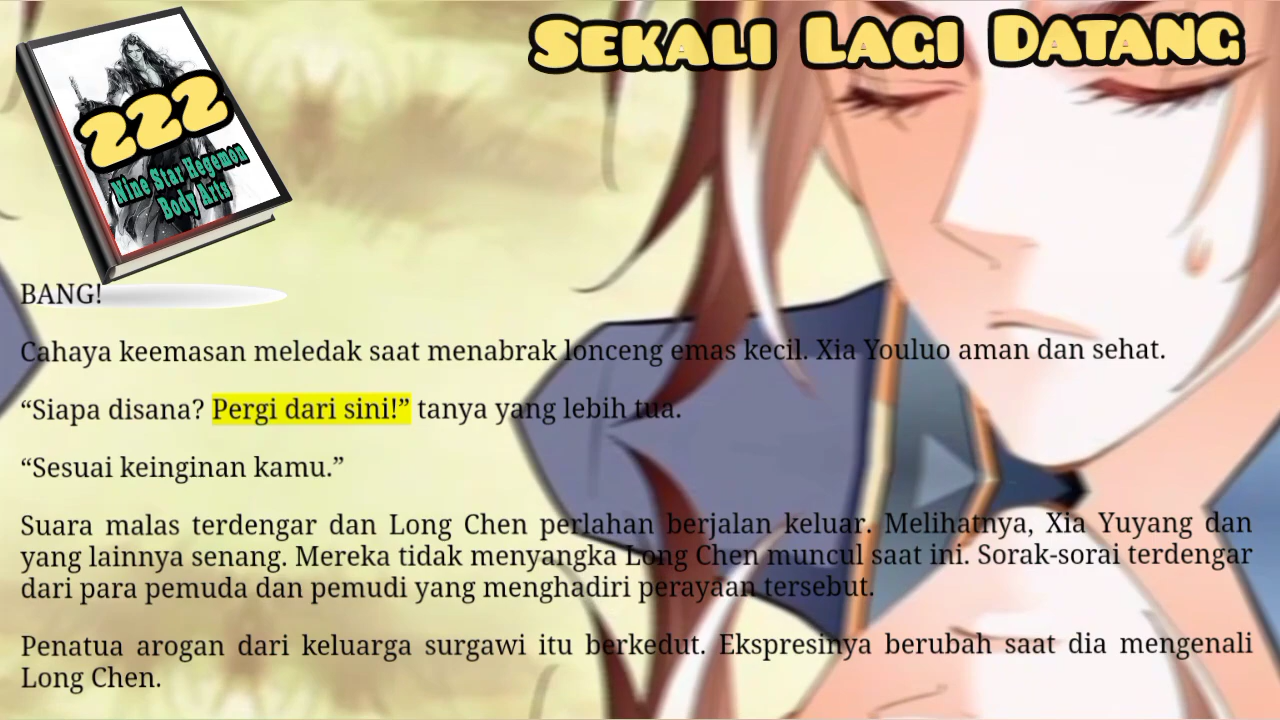 SEKALI LAGI DATANG
222
Nine Star Hegemon
Body Arts
BANG!
Cahaya keemasan meledak saat menabrak lonceng emas kecil. Xia Youluo aman dan sehat.
“Siapa disana? Pergi dari sini!” tanya yang lebih tua.
“Sesuai keinginan kamu.”
Suara malas terdengar dan Long Chen perlahan berjalan keluar. Melihatnya, Xia Yuyang dan
yang lainnya senang. Mereka tidak menyangka Long Chen muncul saat ini. Sorak-sorai terdengar
dari para pemuda dan pemudi yang menghadiri perayaan tersebut.
Penatua arogan dari keluarga surgawi itu berkedut. Ekspresinya berubah saat dia mengenali
Long Chen.